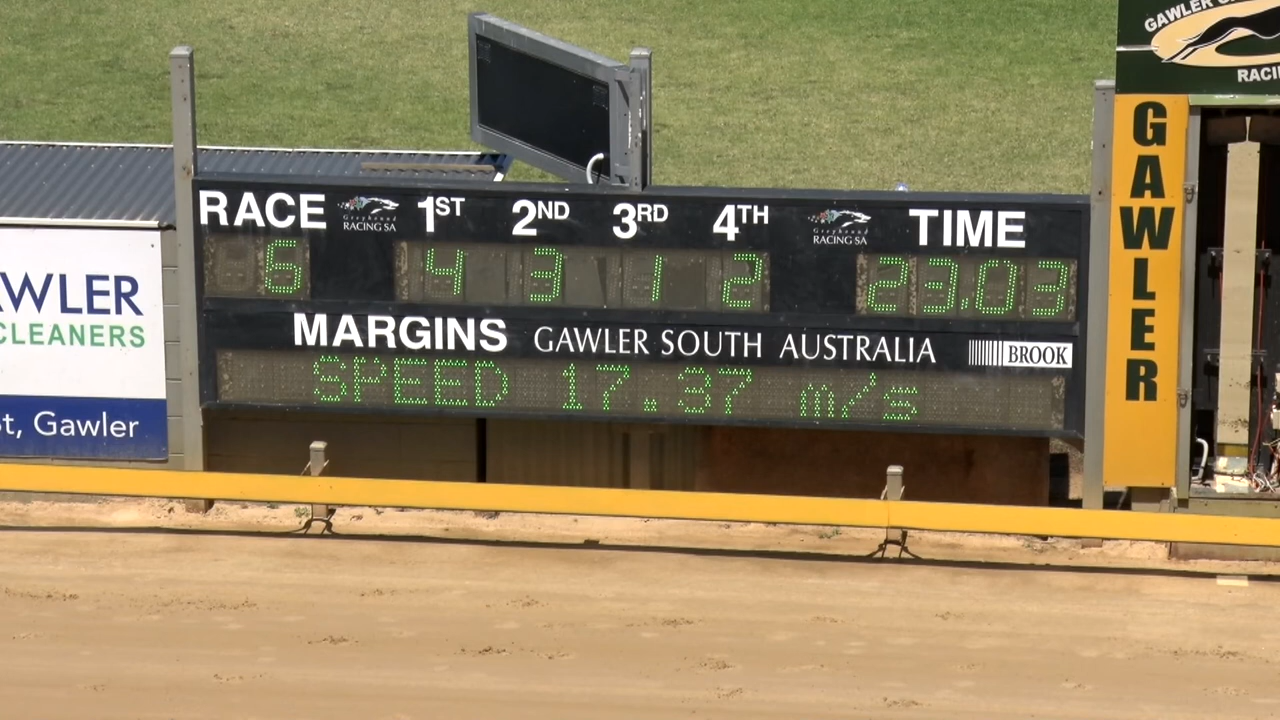 GAWLER
RACI
RACE
Greyhound
RACING SA
1ST 2ND 3RD 4TH
Greyhound
RACING SA
TIME
6 4 3 1 2 23.03
MARGINS GAWLER SOUTH AUSTRALIA BROOK
SPEED 17.37 m/s
AWLER
CLEANERS
t, Gawler
GAWLER